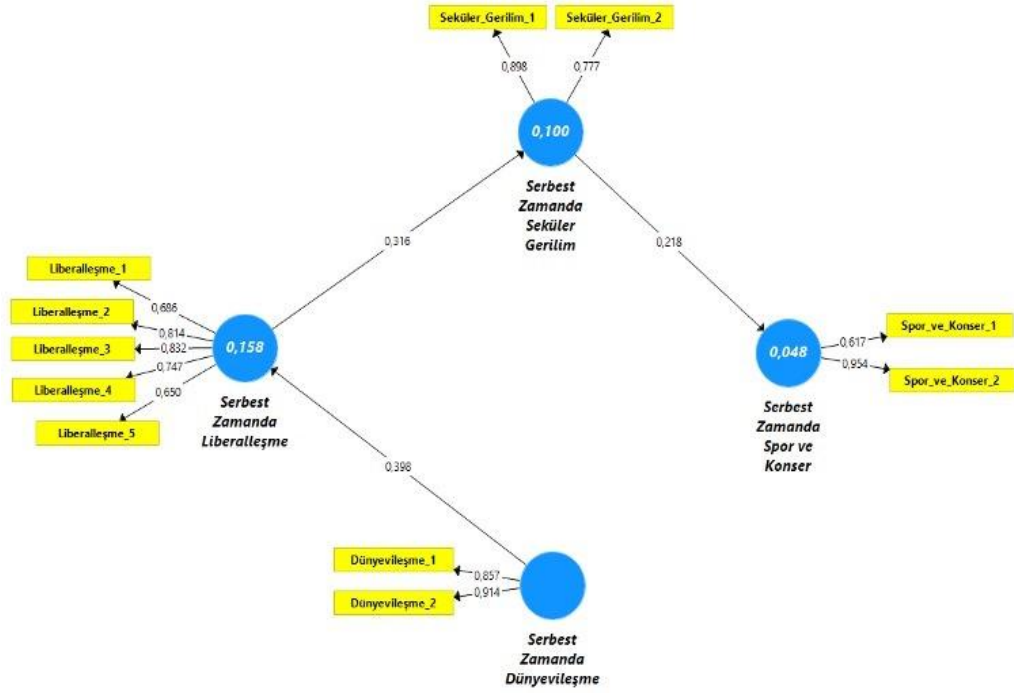 Seküler_Gerilim_1
Seküler_Gerilim_2
0,898
0,777
0,100
Serbest
Zamanda
Seküler
Gerilim
0,316
0,218
Liberalleşme_1
Liberalleşme_2
Liberalleşme_3
Liberalleşme_4
Liberalleşme_5
0,686
0,814
0,832
0,747
0,650
0,158
Serbest
Zamanda
Liberalleşme
0,048
0,617
0,954
Spor_ve_Konser_1
Spor_ve_Konser_2
Serbest
Zamanda
Spor ve
Konser
0,398
Dünyevileşme_1
Dünyevileşme_2
0,857
0,914
Serbest
Zamanda
Dünyevileşme